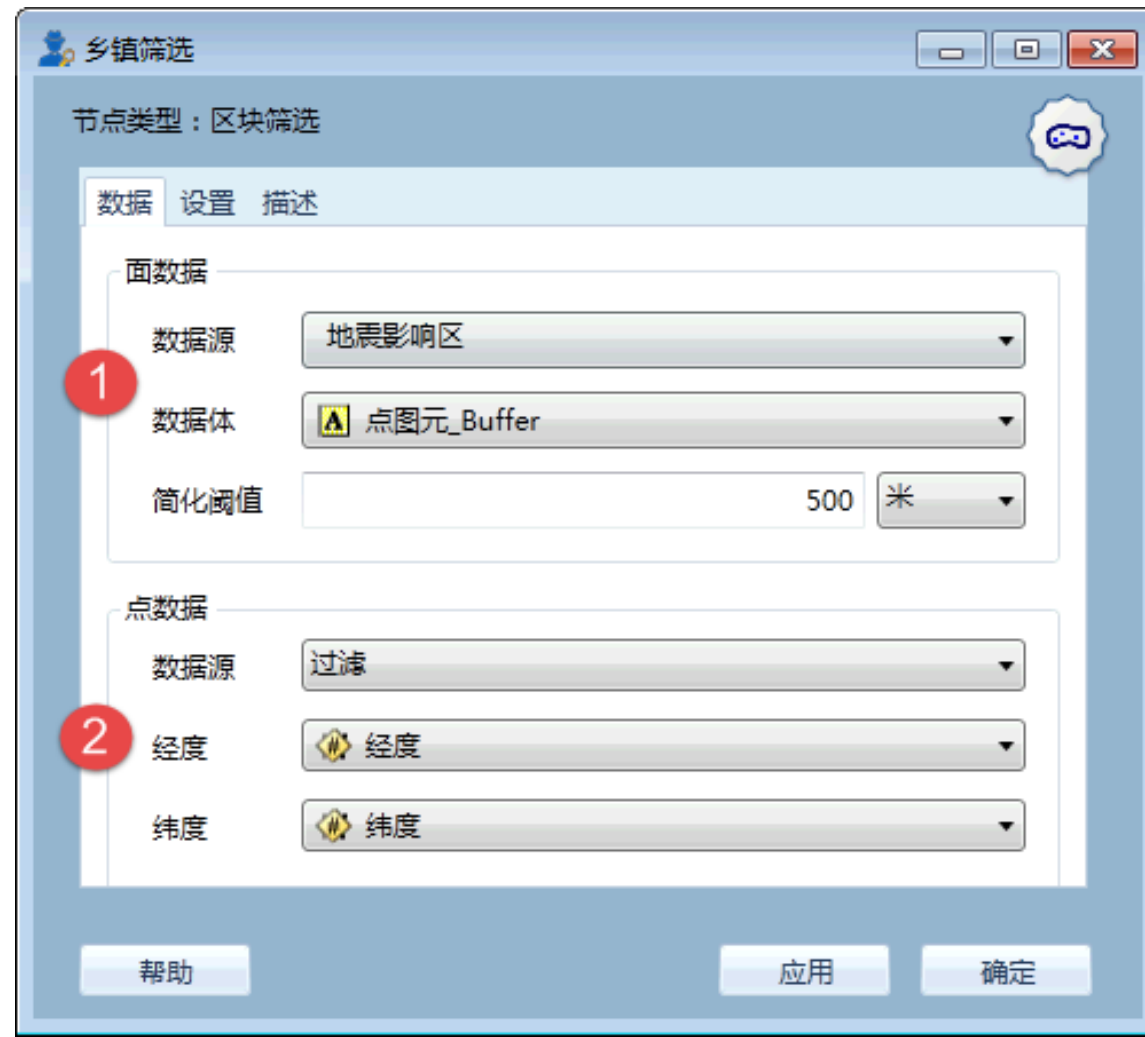 乡镇筛选
节点类型：区块筛选
数据 设置 描述
面数据
数据源 地震影响区
1
数据体 A 点图元_Buffer
简化阈值 500 米
点数据
数据源 过滤
2
经度 # 经度
纬度 # 纬度
帮助 应用 确定